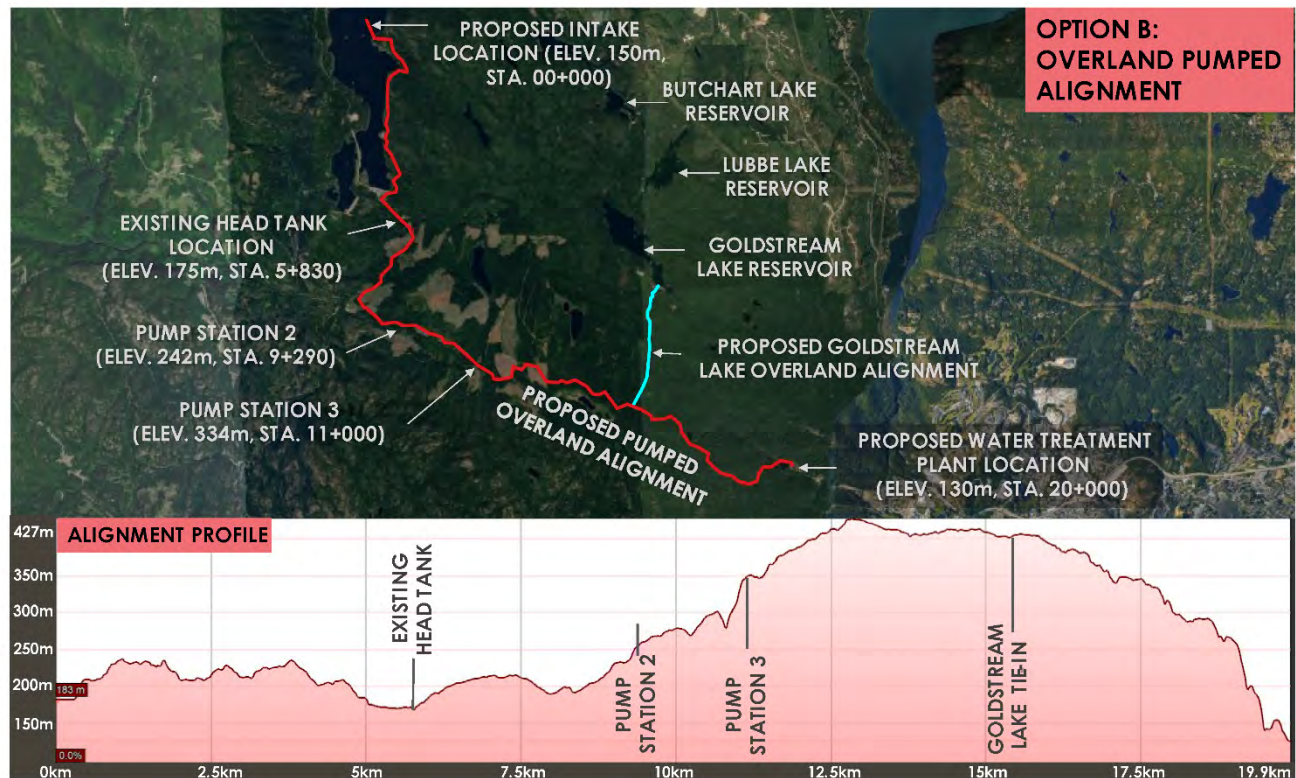 PROPOSED INTAKE
LOCATION (ELEV. 150m,
STA. 00+000)
OPTION B:
OVERLAND PUMPED
ALIGNMENT
BUTCHART LAKE
RESERVOIR
LUBBE LAKE
RESERVOIR
EXISTING HEAD TANK
LOCATION
(ELEV. 175m, STA. 5+830)
GOLDSTREAM
LAKE RESERVOIR
PUMP STATION 2
(ELEV. 242m, STA. 9+290)
PROPOSED GOLDSTREAM
LAKE OVERLAND ALIGNMENT
PUMP STATION 3
(ELEV. 334m, STA. 11+000)
PROPOSED PUMPED
OVERLAND ALIGNMENT
PROPOSED WATER TREATMENT
PLANT LOCATION
(ELEV. 130m, STA. 20+000)
ALIGNMENT PROFILE
427m
350m
300m
250m
200m
183 m
150m
0.0%
EXISTING
HEAD TANK
PUMP
STATION 2
PUMP
STATION 3
GOLDSTREAM
LAKE TIE-IN
0km
2.5km
5km
7.5km
10km
12.5km
15km
17.5km
19.9km